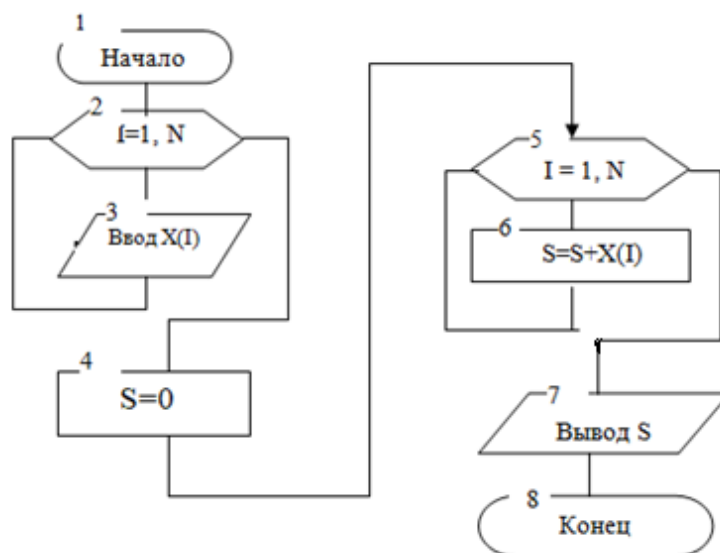 1
Начало
2
I=1, N
3
Ввод X(I)
4
S=0
5
I = 1, N
6
S=S+X(I)
7
Вывод S
8
Конец